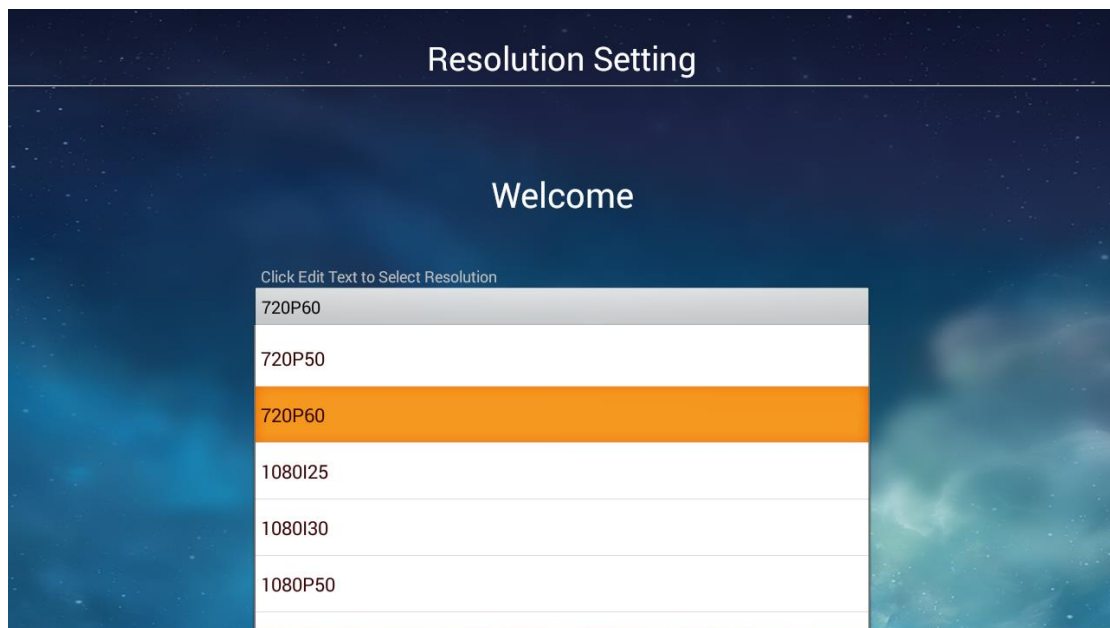 Resolution Setting
Welcome
Click Edit Text to Select Resolution
720P60
720P50
720P60
1080I25
1080I30
1080P50